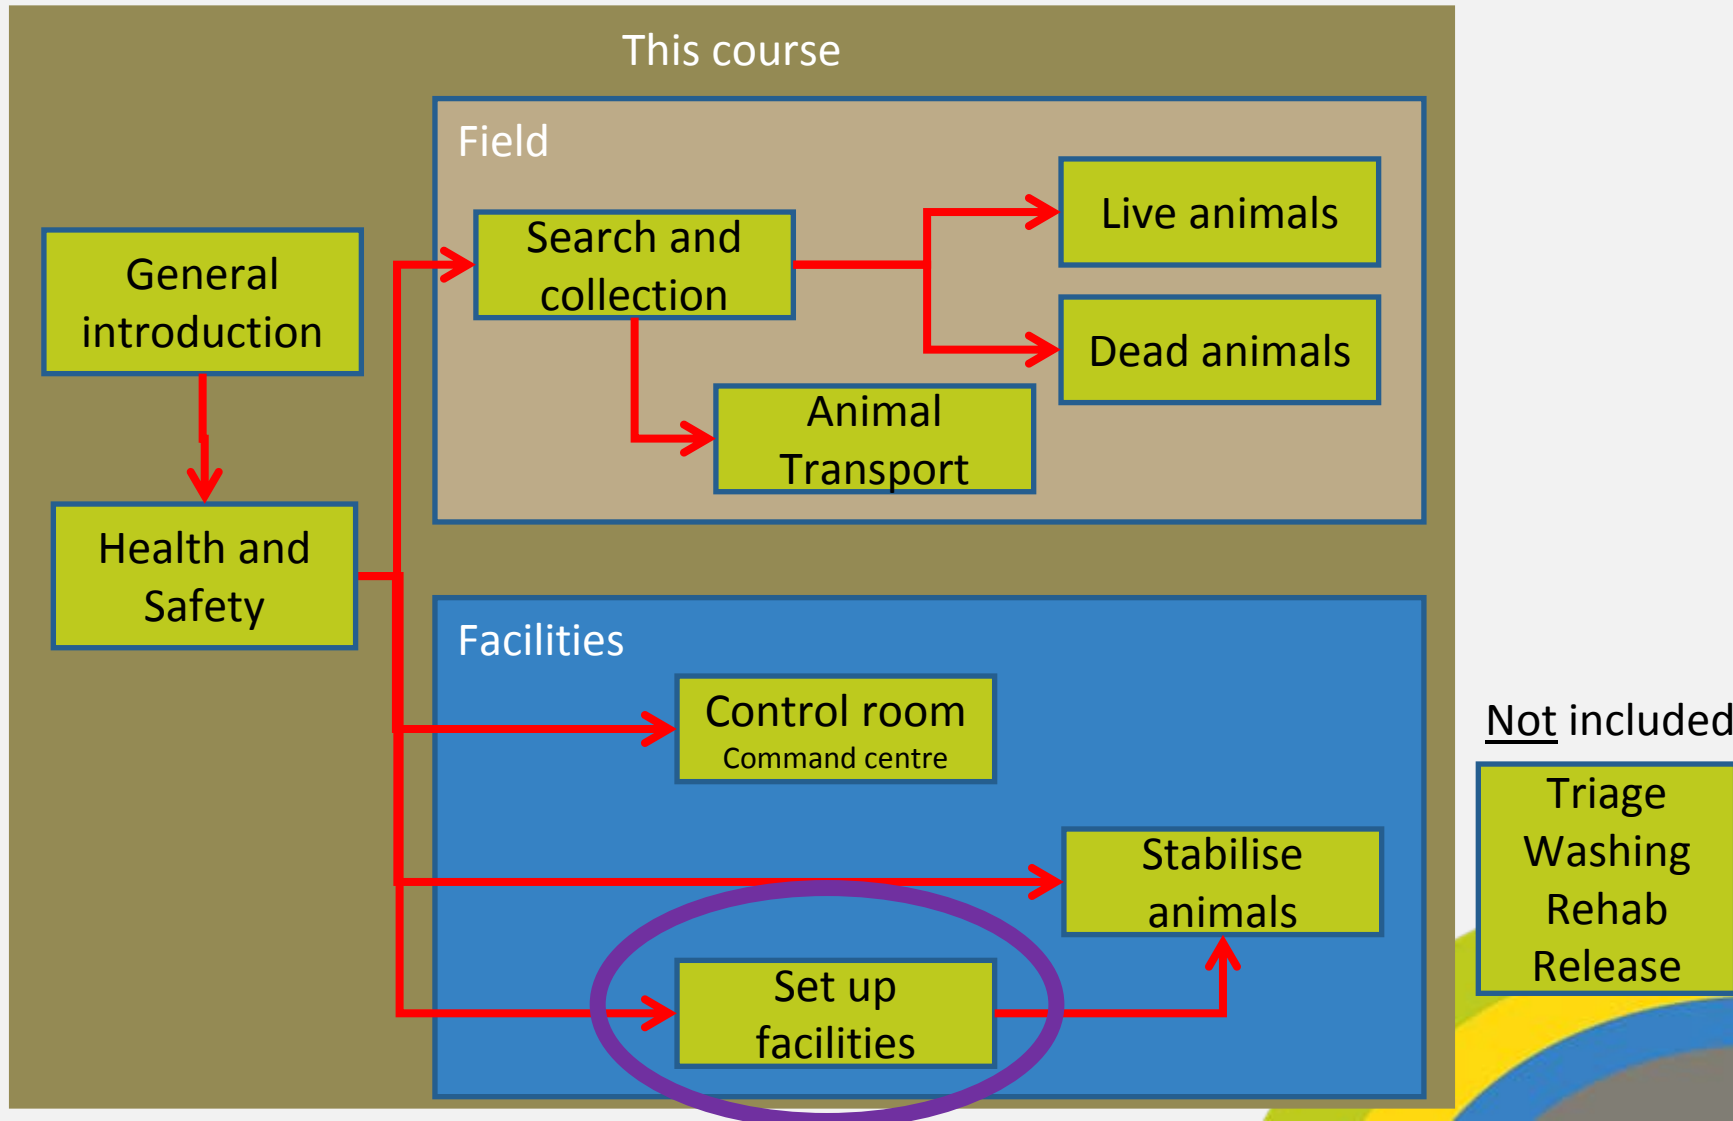 This course
Field
General
introduction
Health and
Safety
Search and
collection
Live animals
Dead animals
Animal
Transport
Facilities
Control room
Command centre
Stabilise
animals
Set up
facilities
Not included
Triage
Washing
Rehab
Release